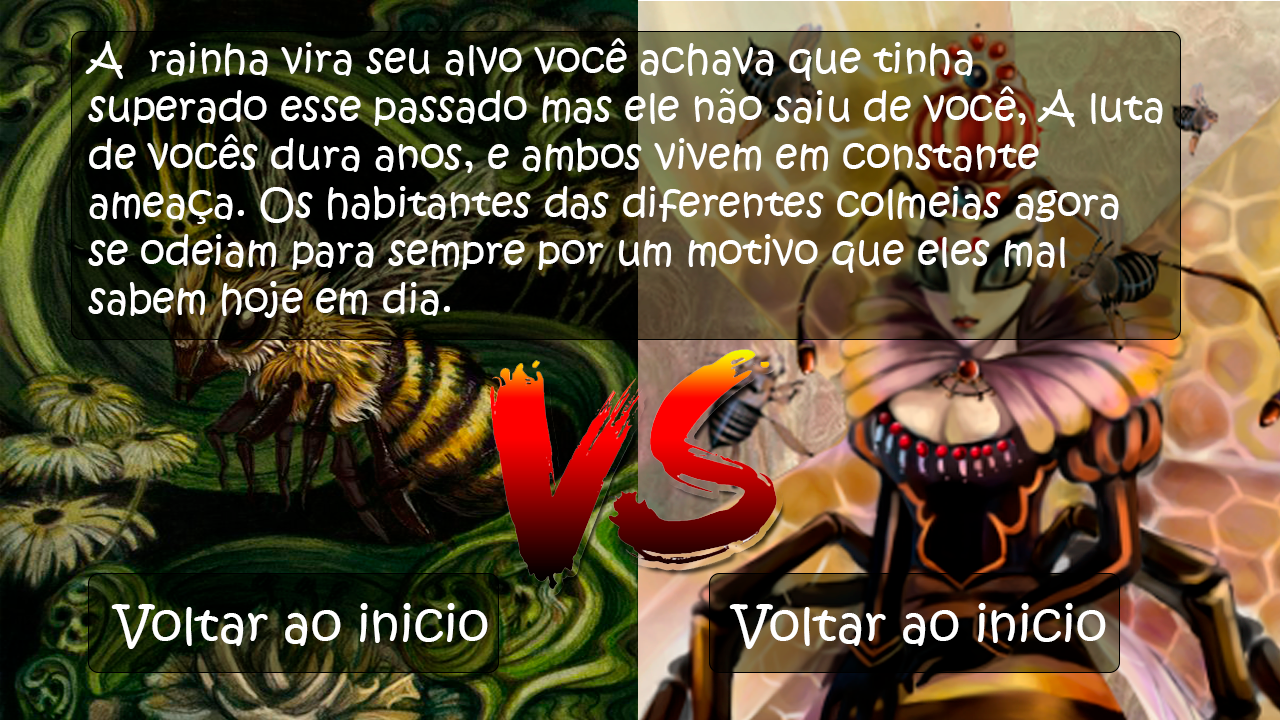 A rainha vira seu alvo você achava que tinha
superado esse passado mas ele não saiu de você, A luta
de vocês dura anos, e ambos vivem em constante
ameaça. Os habitantes das diferentes colmeias agora
se odeiam para sempre por um motivo que eles mal
sabem hoje em dia.
VS
Voltar ao inicio
Voltar ao inicio